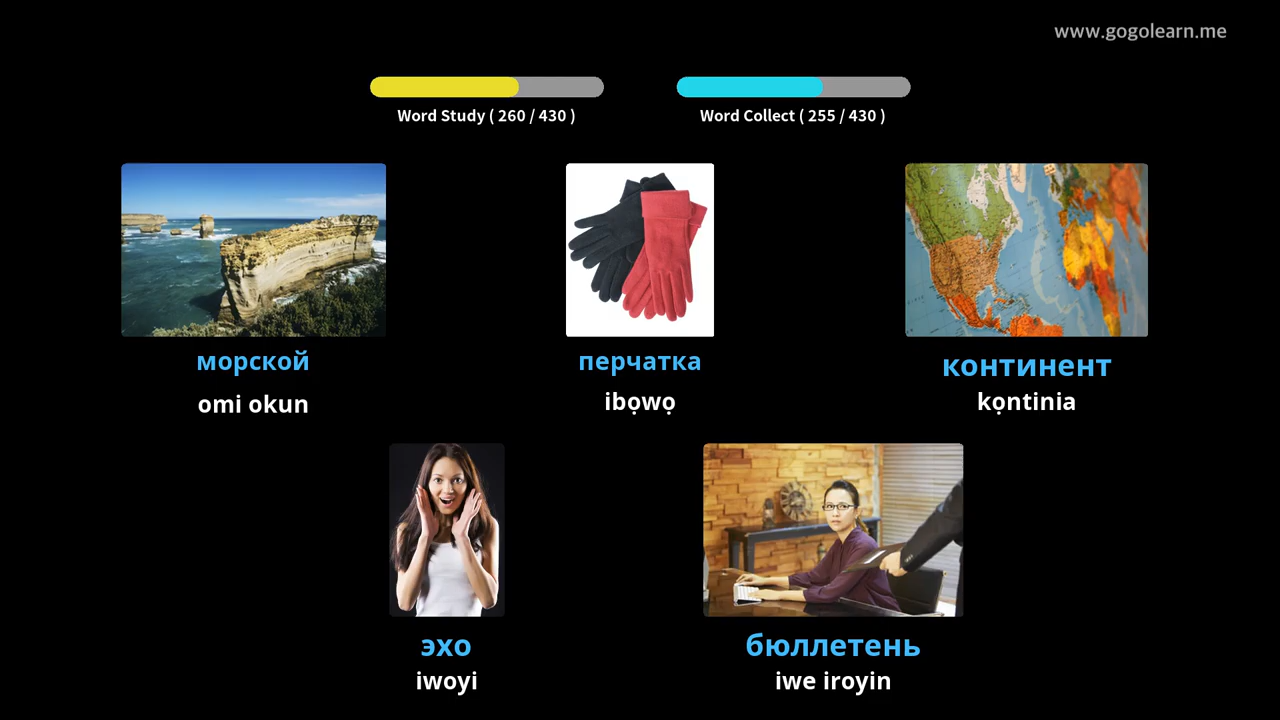 www.gogolearn.me
Word Study ( 260 / 430 )
Word Collect ( 255 / 430 )
морской
перчатка
континент
omi okun
ibọwọ
kọntinia
эхо
бюллетень
iwoyi
iwe iroyin